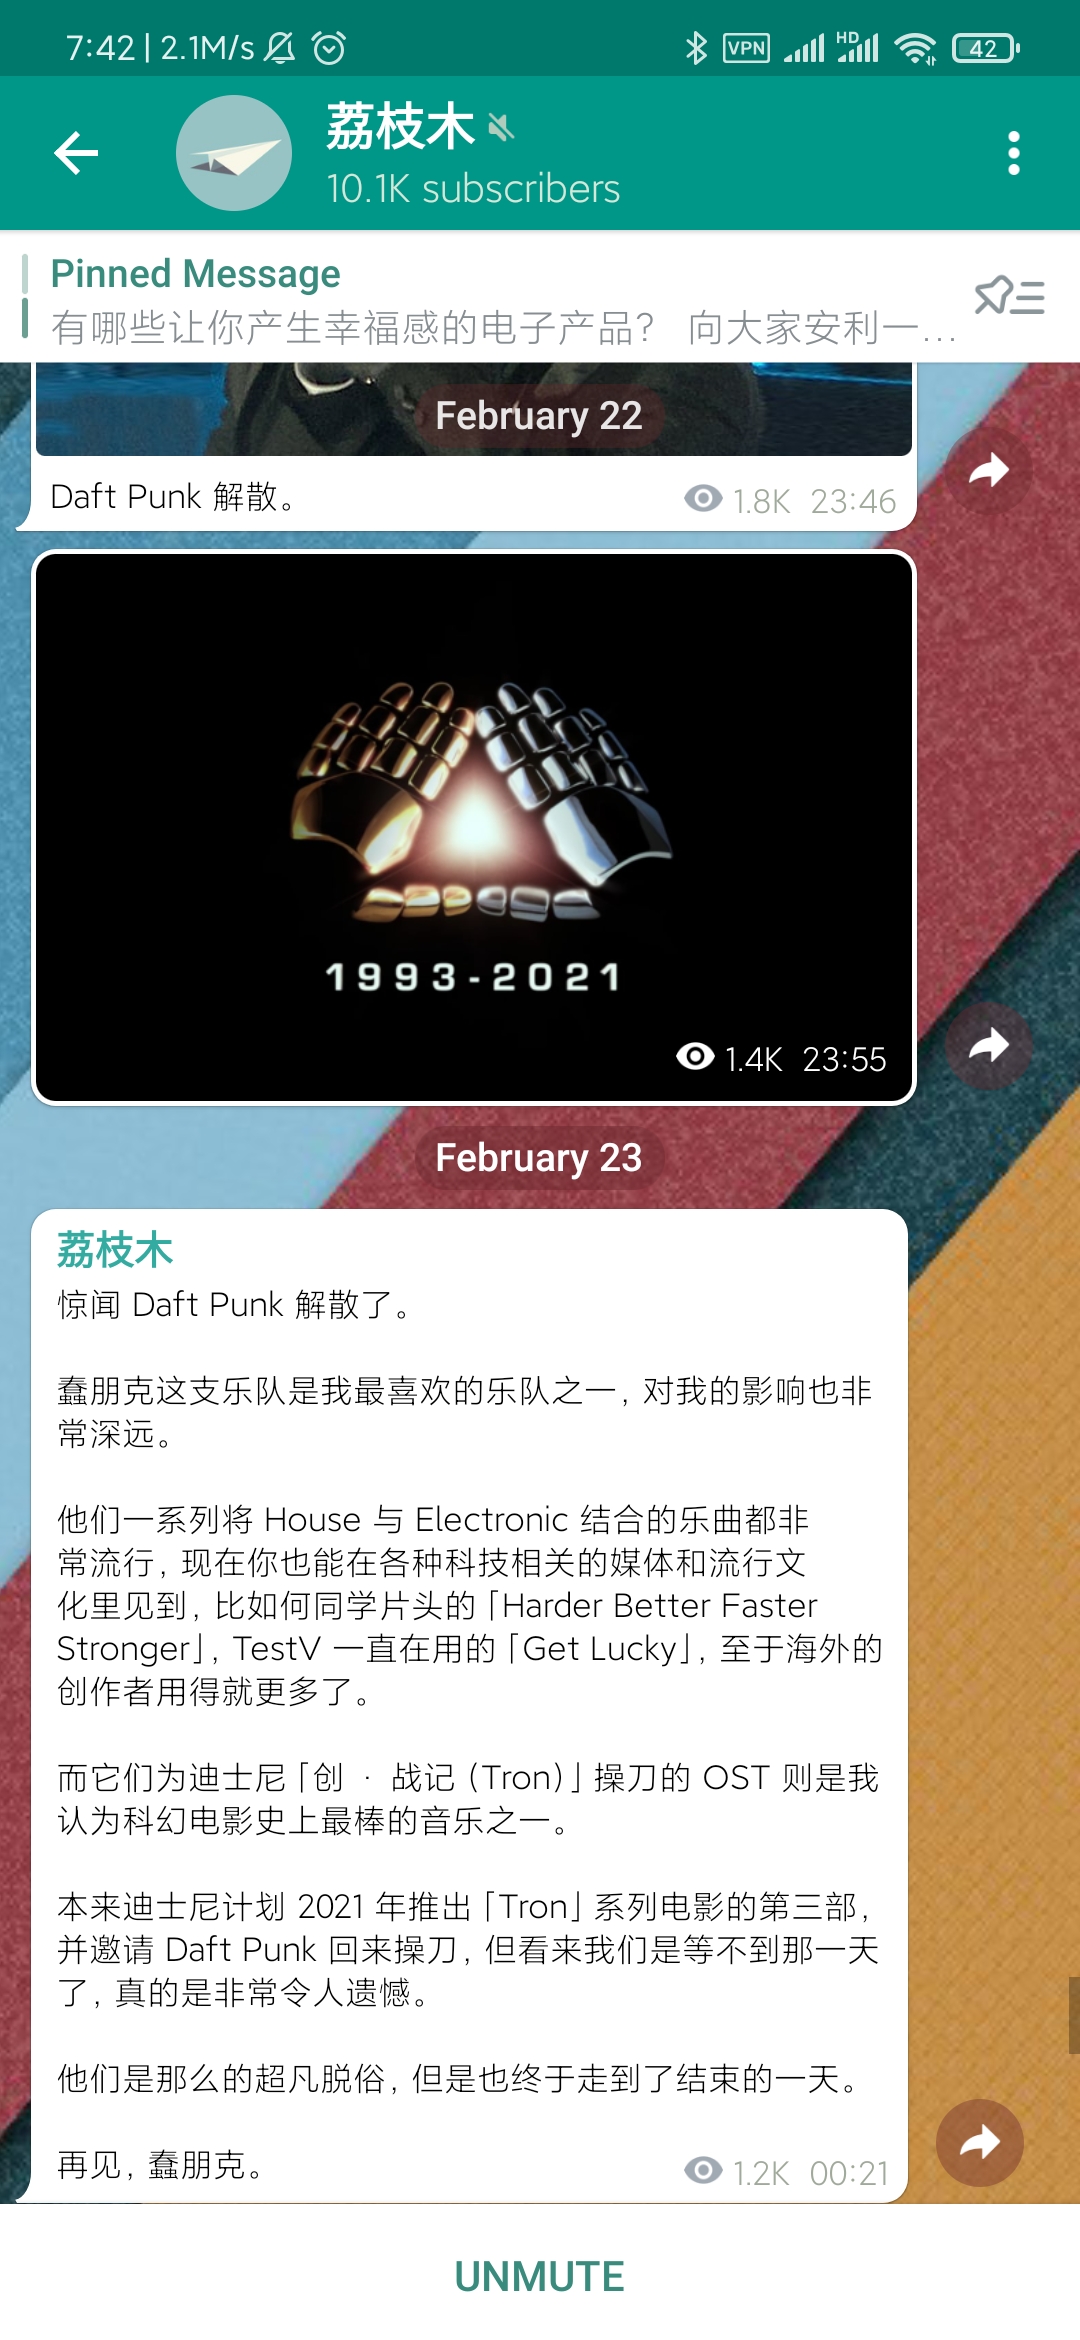 7:42 | 2.1M/s
VPN
HD
42
荔枝木
10.1K subscribers
Pinned Message
有哪些让你产生幸福感的电子产品？ 向大家安利一...
February 22
Daft Punk 解散。
1.8K 23:46
1993-2021
1.4K 23:55
February 23
荔枝木
惊闻 Daft Punk 解散了。
蠢朋克这支乐队是我最喜欢的乐队之一，对我的影响也非
常深远。
他们一系列将 House 与 Electronic 结合的乐曲都非
常流行，现在你也能在各种科技相关的媒体和流行文
化里见到，比如何同学片头的「Harder Better Faster
Stronger」，TestV 一直在用的「Get Lucky」，至于海外的
创作者用得就更多了。
而它们为迪士尼「创 · 战记（Tron）」操刀的 OST 则是我
认为科幻电影史上最棒的音乐之一。
本来迪士尼计划 2021 年推出「Tron」系列电影的第三部，
并邀请 Daft Punk 回来操刀，但看来我们是等不到那一天
了，真的是非常令人遗憾。
他们是那么的超凡脱俗，但是也终于走到了结束的一天。
再见，蠢朋克。
1.2K 00:21
UNMUTE